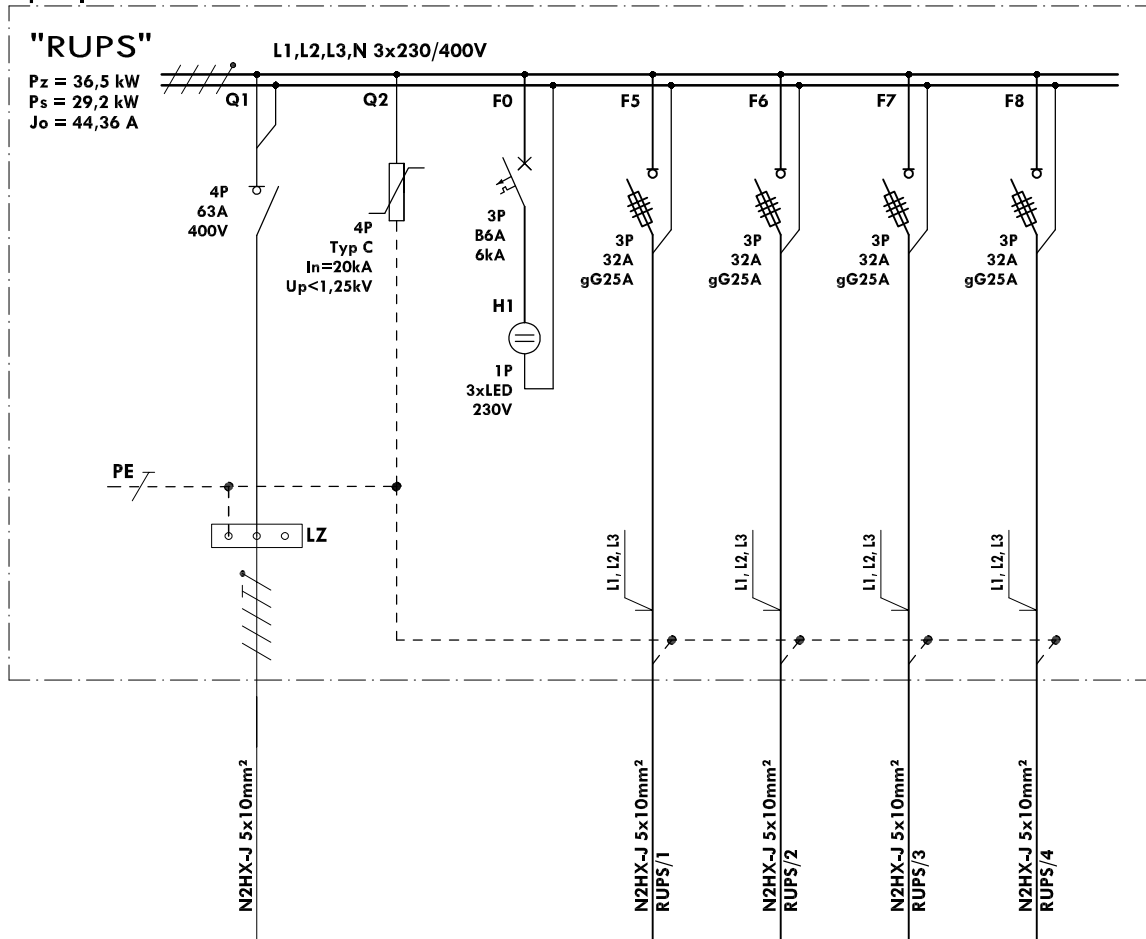 "RUPS"
Pz = 36,5 kW
Ps = 29,2 kW
Jo = 44,36 A
L1,L2,L3,N 3x230/400V
Q1
Q2
F0
F5
F6
F7
F8
4P
63A
400V
4P
Typ C
In=20kA
Up<1,25kV
3P
B6A
6kA
H1
1P
3xLED
230V
3P
32A
gG25A
3P
32A
gG25A
3P
32A
gG25A
3P
32A
gG25A
PE
LZ
L1, L2, L3
L1, L2, L3
L1, L2, L3
L1, L2, L3
N2HX-J 5x10mm²
N2HX-J 5x10mm²
RUPS/1
N2HX-J 5x10mm²
RUPS/2
N2HX-J 5x10mm²
RUPS/3
N2HX-J 5x10mm²
RUPS/4